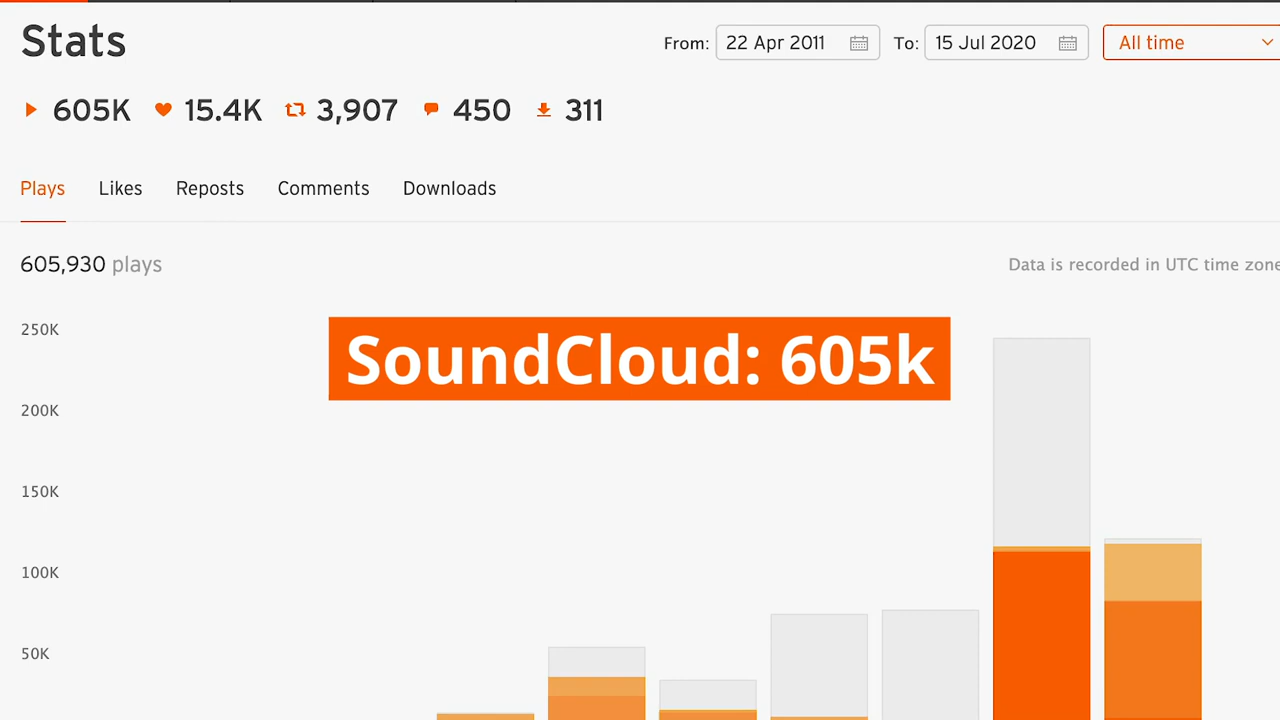 Stats
From: 22 Apr 2011 To: 15 Jul 2020 All time
605K 15.4K 3,907 450 311
Plays Likes Reposts Comments Downloads
605,930 plays
Data is recorded in UTC time zone
250K
SoundCloud: 605k
200K
150K
100K
50K